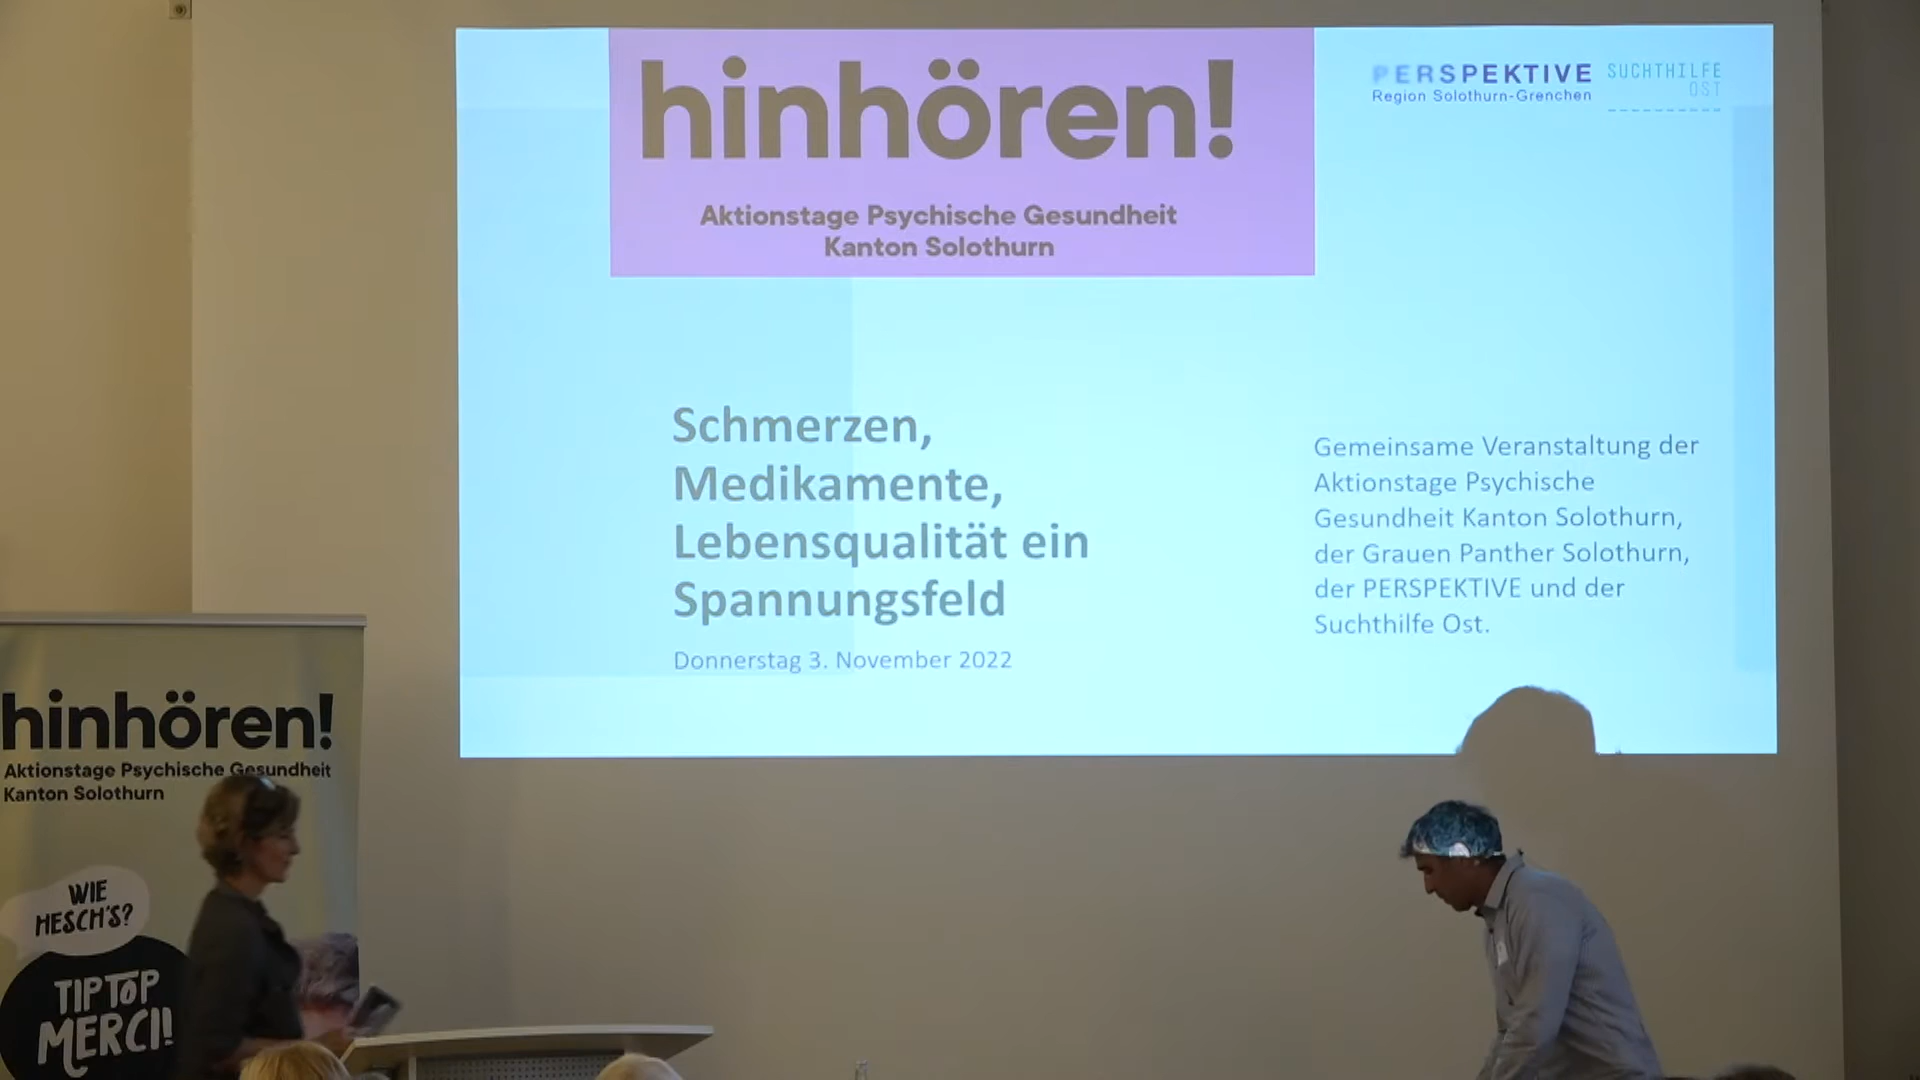 hinhören!
Aktionstage Psychische Gesundheit
Kanton Solothurn
PERSPEKTIVE
Region Solothurn-Grenchen
SUCHTHILFE
OST
Schmerzen,
Medikamente,
Lebensqualität ein
Spannungsfeld
Donnerstag 3. November 2022
Gemeinsame Veranstaltung der
Aktionstage Psychische
Gesundheit Kanton Solothurn,
der Grauen Panther Solothurn,
der PERSPEKTIVE und der
Suchthilfe Ost.
hinhören!
Aktionstage Psychische Gesundheit
Kanton Solothurn
WIE
HESCH'S?
TIP TOP
MERCI!